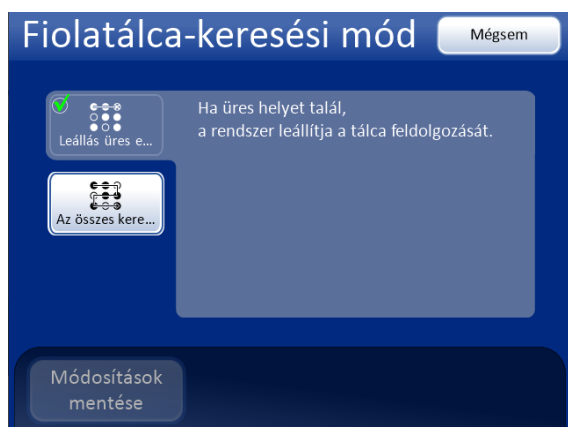 Fiolatálca-keresési mód
Mégsem
Leállás üres e...
Ha üres helyet talál,
a rendszer leállítja a tálca feldolgozását.
Az összes kere...
Módosítások
mentése